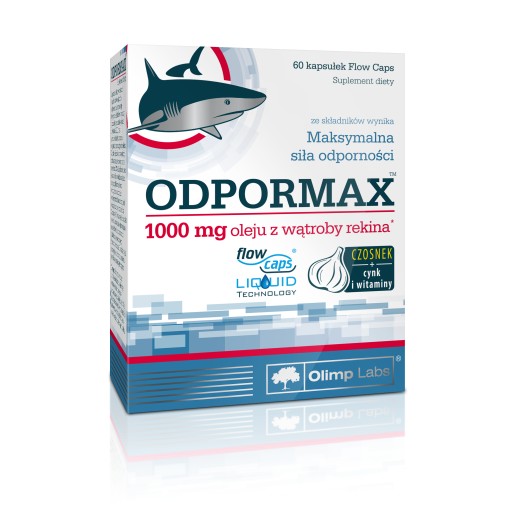 60 kapsułek Flow Caps
Suplement diety
ze składników wynika
Maksymalna
siła odporności
ODPORMAX™
1000 mg oleju z wątroby rekina*
flow
caps®
LIQUID
TECHNOLOGY
CZOSNEK
+
cynk
i witaminy
Olimp Labs®